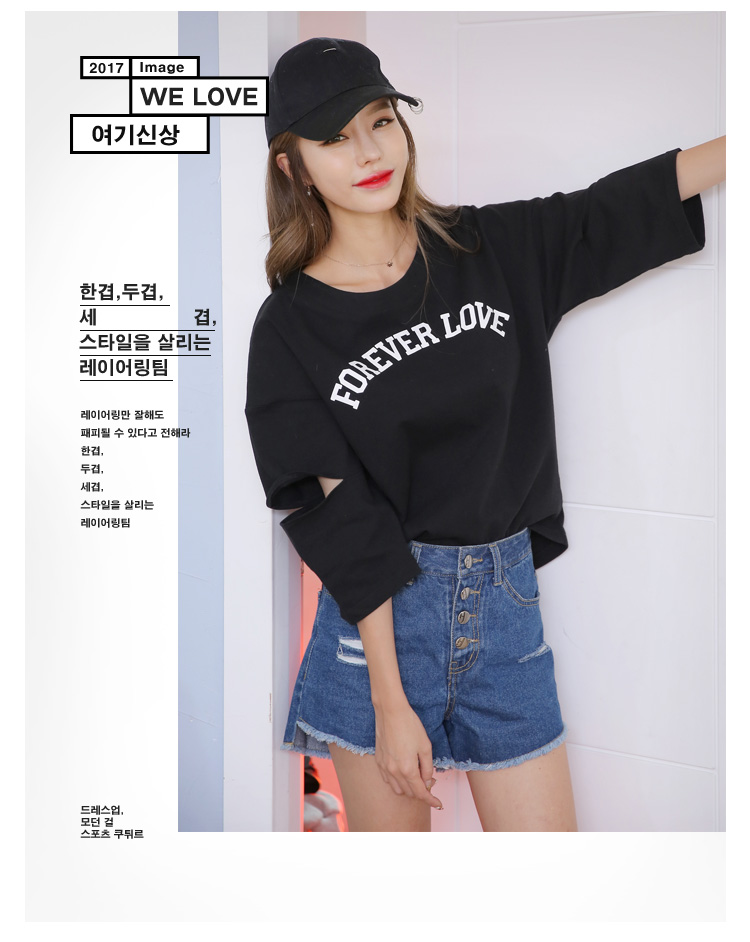 2017 Image
WE LOVE
여기신상
FOREVER LOVE
한겹,두겹,
세 겹,
스타일을 살리는
레이어링팁
레이어링만 잘해도
패피될 수 있다고 전해라
한겹,
두겹,
세겹,
스타일을 살리는
레이어링팁
드레스업,
모던 걸
스포츠 쿠튀르